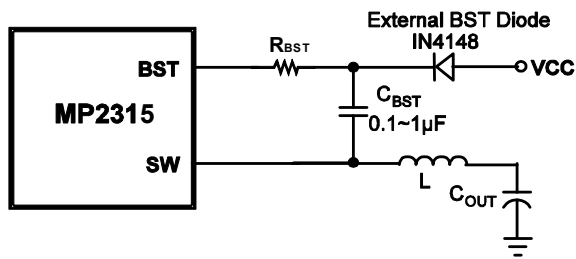 External BST Diode
IN4148
RBST
BST
VCC
CBST
0.1~1μF
MP2315
SW
L
COUT